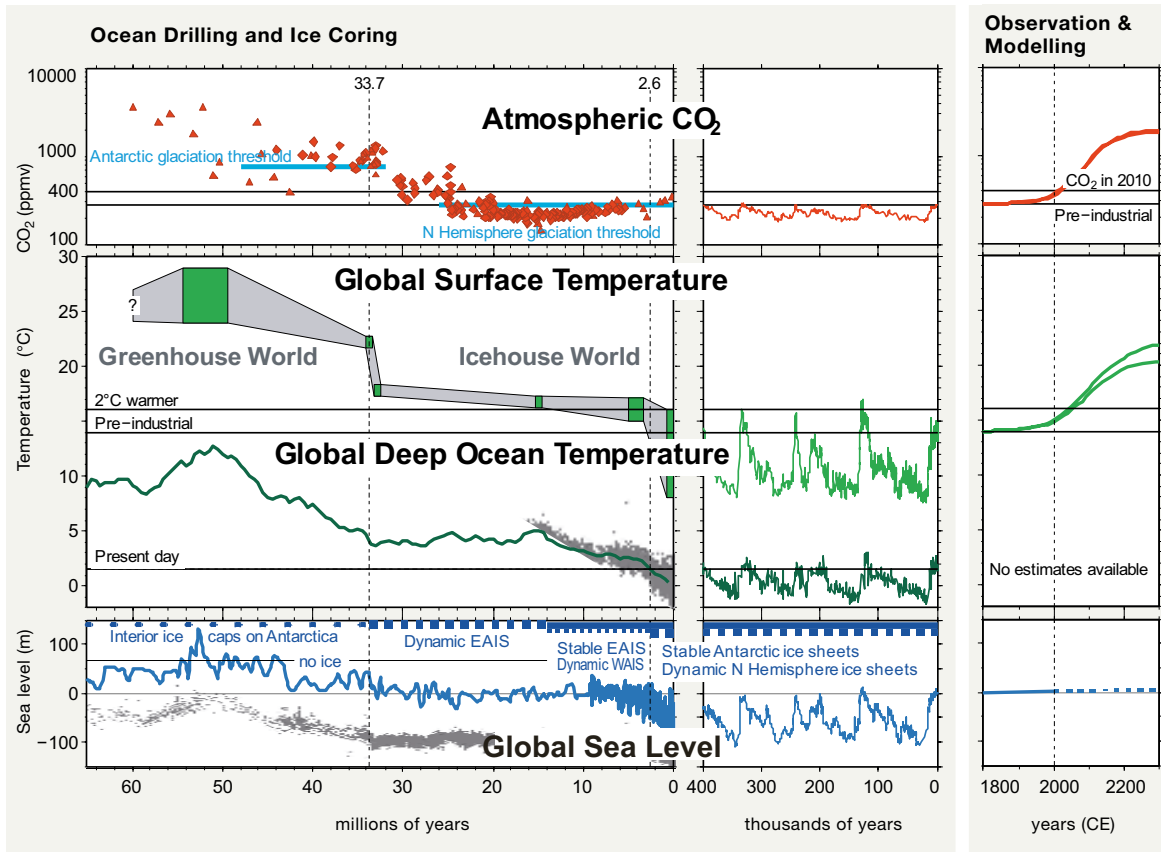 Ocean Drilling and Ice Coring
Observation &
Modelling
33.7
2.6
10000
1000
400
100
CO2 (ppmv)
Atmospheric CO2
Antarctic glaciation threshold
N Hemisphere glaciation threshold
CO2 in 2010
Pre-industrial
30
25
20
10
5
0
Temperature (°C)
Global Surface Temperature
?
Greenhouse World
Icehouse World
2°C warmer
Pre-industrial
Global Deep Ocean Temperature
Present day
No estimates available
100
0
-100
Sea level (m)
Interior ice caps on Antarctica
Dynamic EAIS
no ice
Stable EAIS
Dynamic WAIS
Stable Antarctic ice sheets
Dynamic N Hemisphere ice sheets
Global Sea Level
60 50 40 30 20 10 0
400 300 200 100 0
1800 2000 2200
millions of years
thousands of years
years (CE)